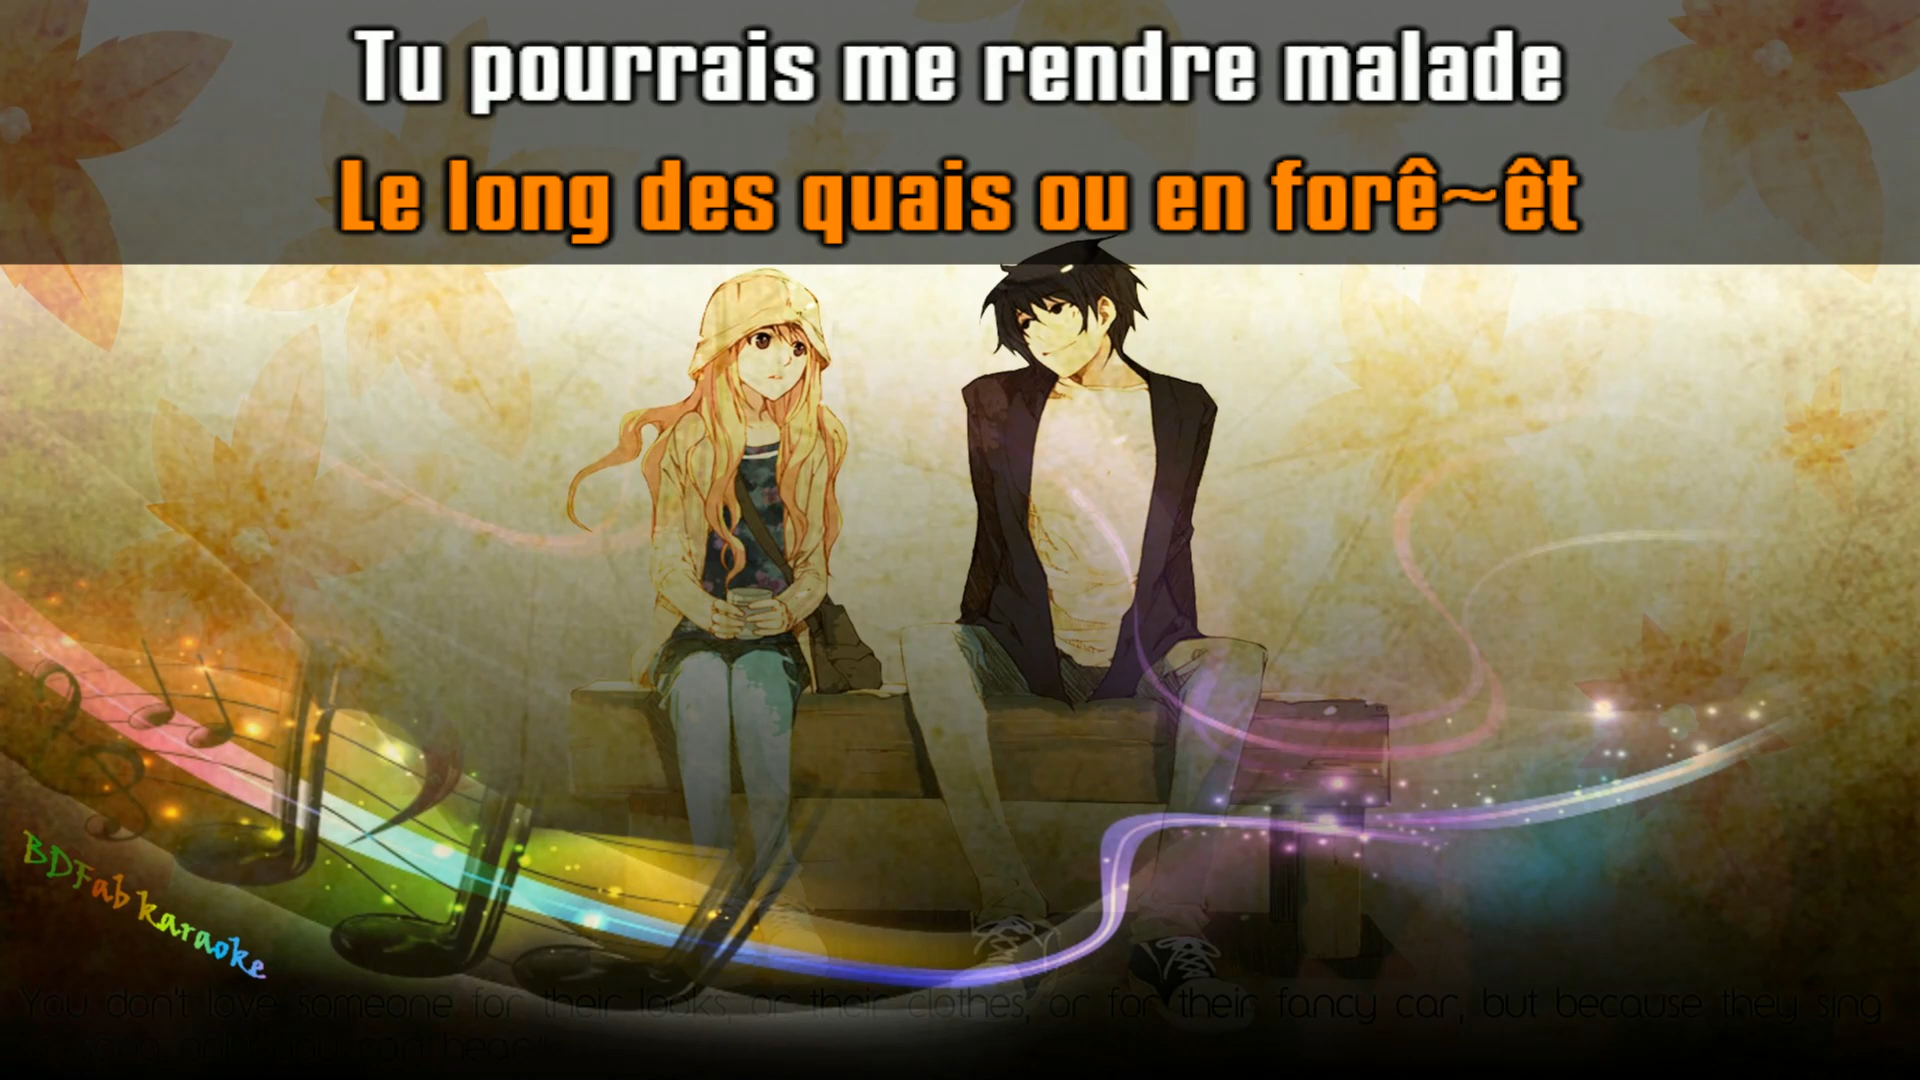 Tu pourrais me rendre malade
Le long des quais ou en forê~êt
BDFab karaoke
You don't love someone for their looks, or their clothes, or for their fancy car, but because they sing